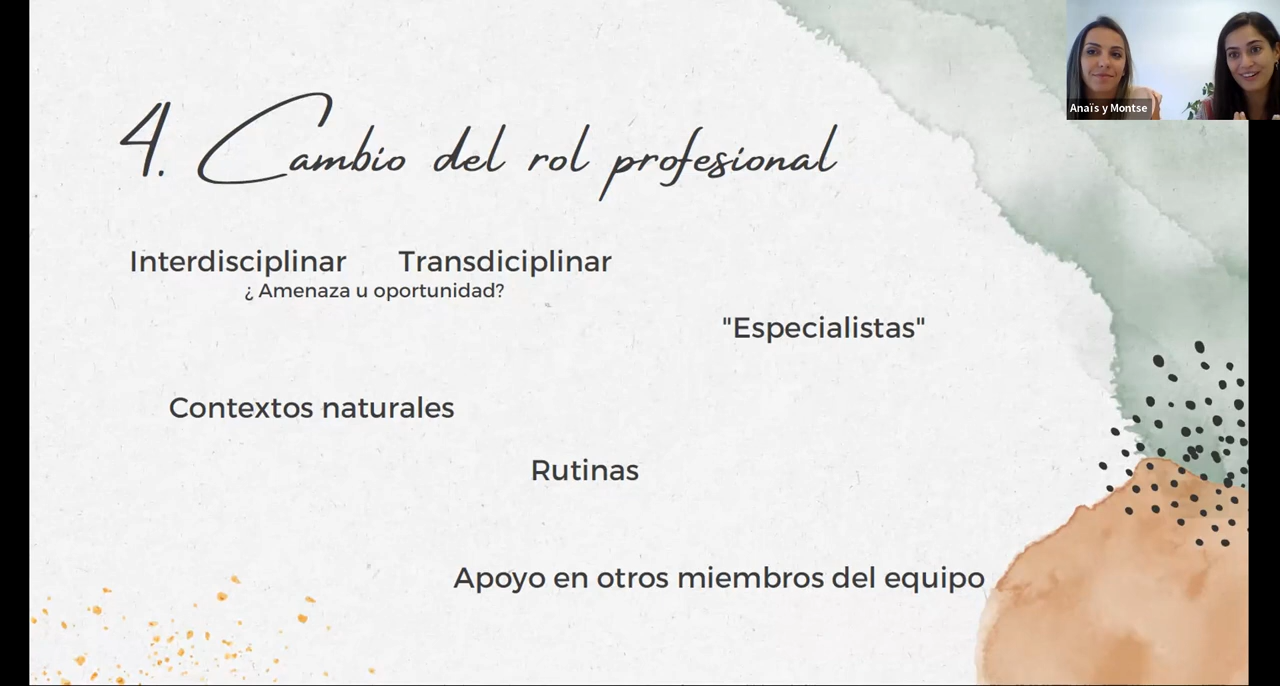 Anaïs y Montse
4. Cambio del rol profesional
Interdisciplinar Transdiciplinar
¿ Amenaza u oportunidad?
"Especialistas"
Contextos naturales
Rutinas
Apoyo en otros miembros del equipo